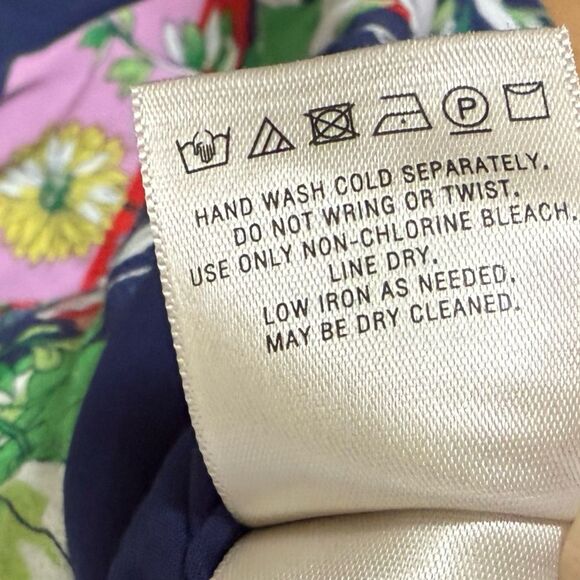 P
HAND WASH COLD SEPARATELY.
DO NOT WRING OR TWIST.
USE ONLY NON-CHLORINE BLEACH.
LINE DRY.
LOW IRON AS NEEDED.
MAY BE DRY CLEANED.